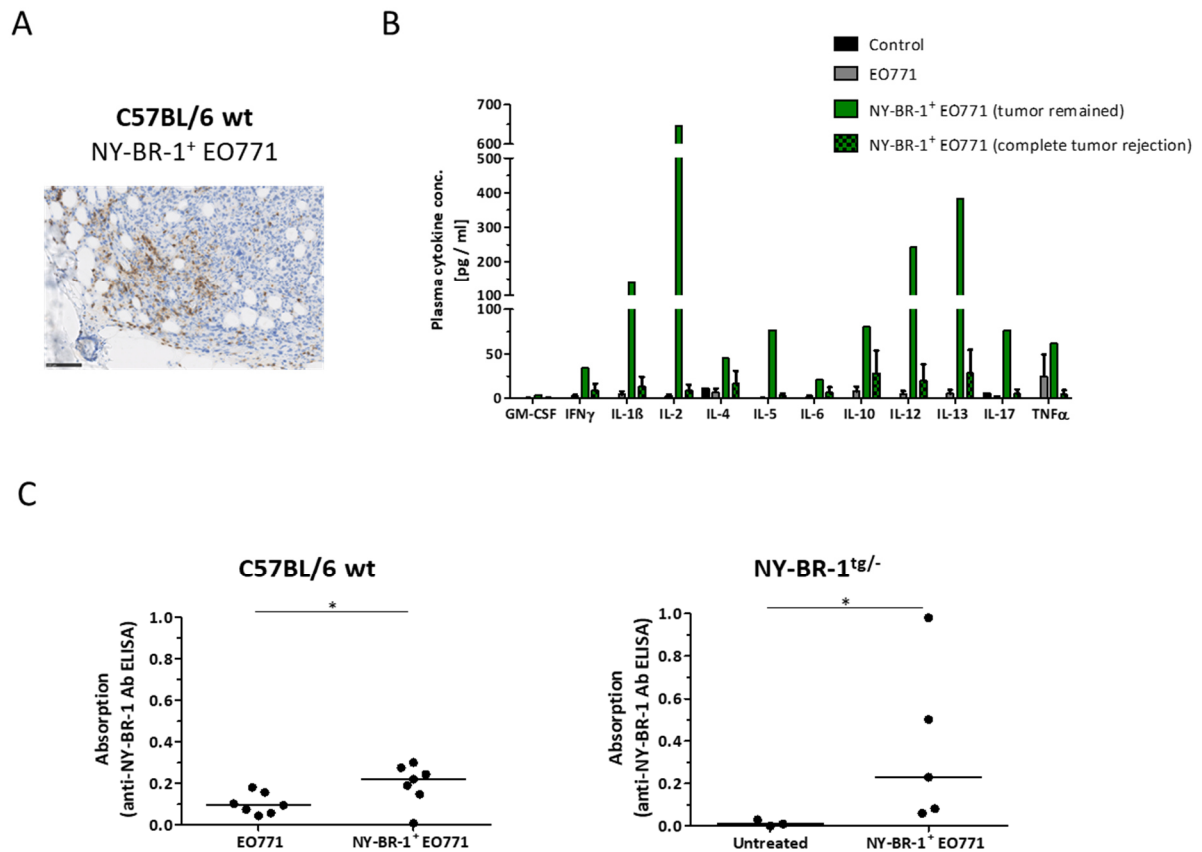 A
C57BL/6 wt
NY-BR-1⁺ EO771
B
Control
EO771
NY-BR-1⁺ EO771 (tumor remained)
NY-BR-1⁺ EO771 (complete tumor rejection)
Plasma cytokine conc.
[pg / ml]
700
600
500
400
300
200
100
100
50
0
GM-CSF IFNγ IL-1ß IL-2 IL-4 IL-5 IL-6 IL-10 IL-12 IL-13 IL-17 TNFα
C
C57BL/6 wt
*
Absorption
(anti-NY-BR-1 Ab ELISA)
1.0
0.8
0.6
0.4
0.2
0.0
EO771 NY-BR-1⁺ EO771
NY-BR-1ᵗᵍ/⁻
*
Absorption
(anti-NY-BR-1 Ab ELISA)
1.0
0.8
0.6
0.4
0.2
0.0
Untreated NY-BR-1⁺ EO771